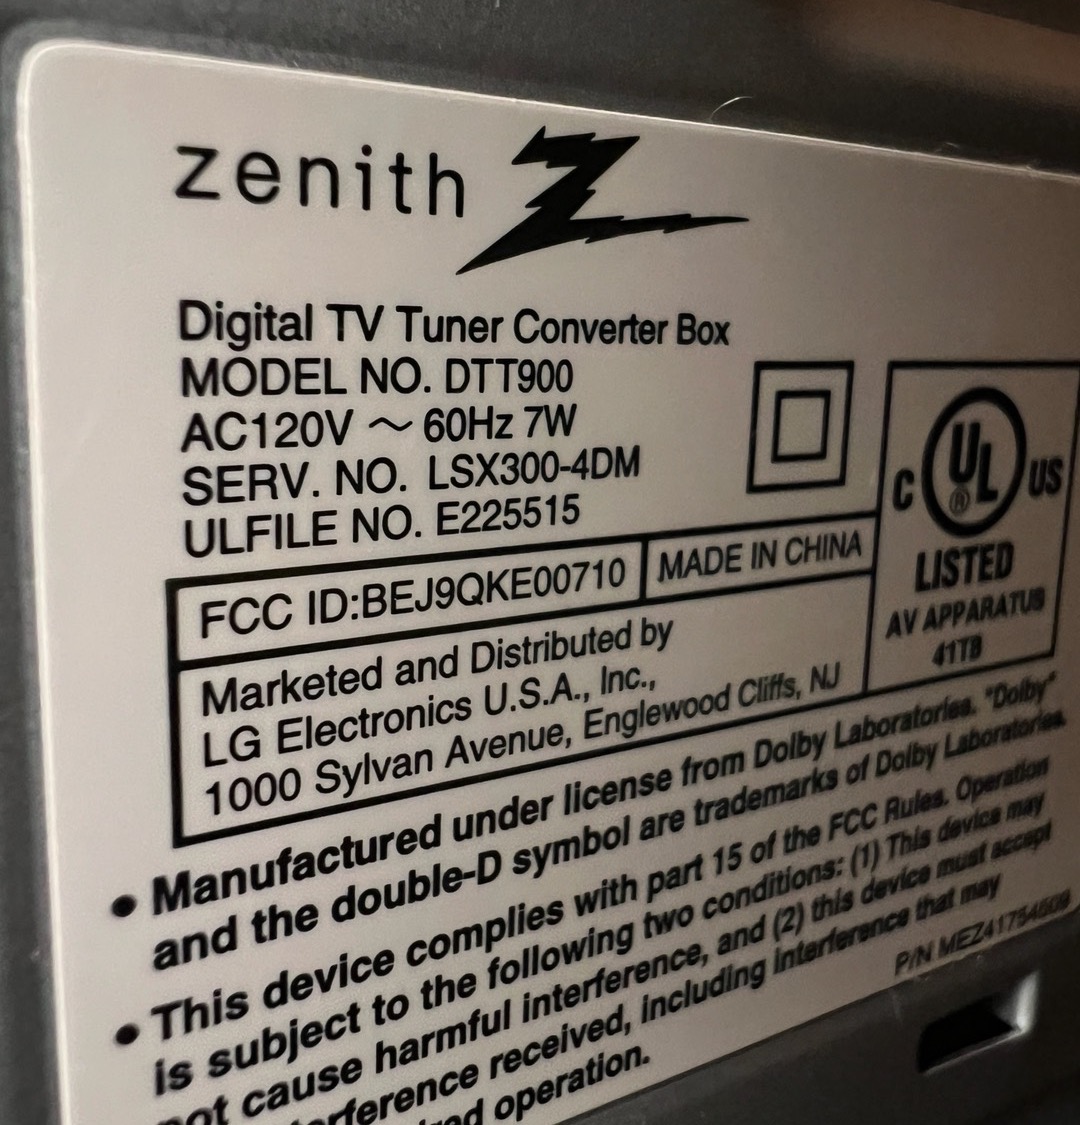 zenith
Digital TV Tuner Converter Box
MODEL NO. DTT900
AC120V ~ 60Hz 7W
SERV. NO. LSX300-4DM
ULFILE NO. E225515
C UL US
®
LISTED
AV APPARATUS
41TB
FCC ID:BEJ9QKE00710
MADE IN CHINA
Marketed and Distributed by
LG Electronics U.S.A., Inc.,
1000 Sylvan Avenue, Englewood Cliffs, NJ
• Manufactured under license from Dolby Laboratories. "Dolby"
and the double-D symbol are trademarks of Dolby Laboratories.
• This device complies with part 15 of the FCC Rules. Operation
is subject to the following two conditions: (1) This device may
not cause harmful interference, and (2) this device must accept
received, including interference that may
operation.
P/N